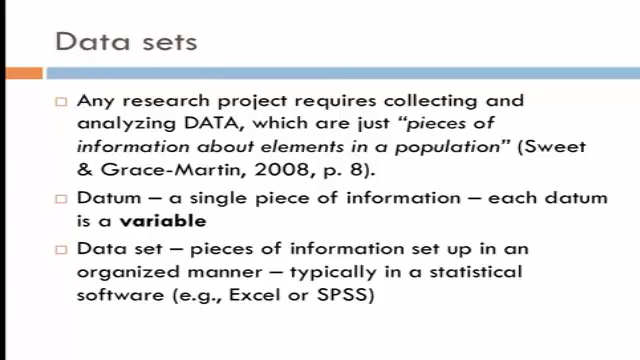 Data sets
Any research project requires collecting and
analyzing DATA, which are just “pieces of
information about elements in a population” (Sweet
& Grace-Martin, 2008, p. 8).
Datum – a single piece of information – each datum
is a variable
Data set – pieces of information set up in an
organized manner – typically in a statistical
software (e.g., Excel or SPSS)